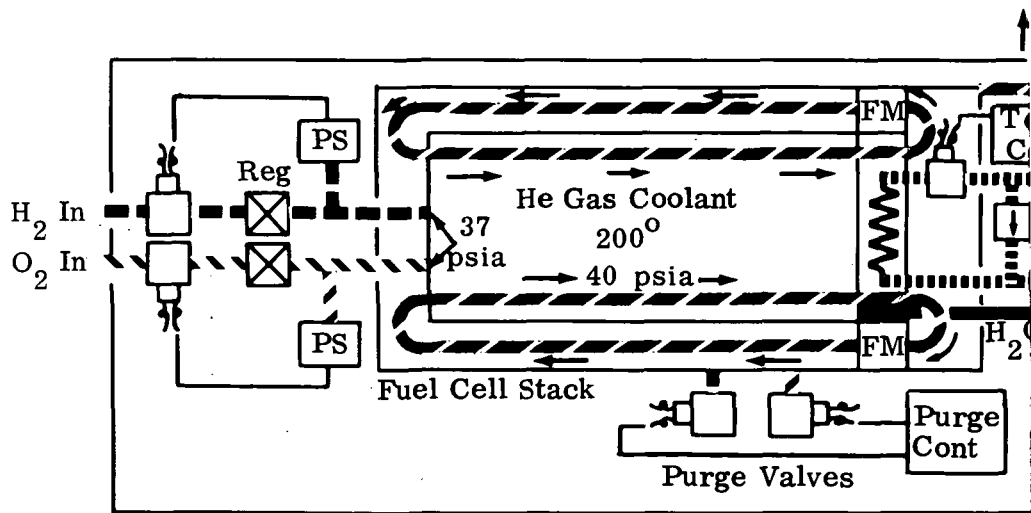 PS
FM
T
C
Reg
H2 In
He Gas Coolant
37
psia
200°
O2 In
40 psia
PS
FM
H2
Fuel Cell Stack
Purge
Cont
Purge Valves